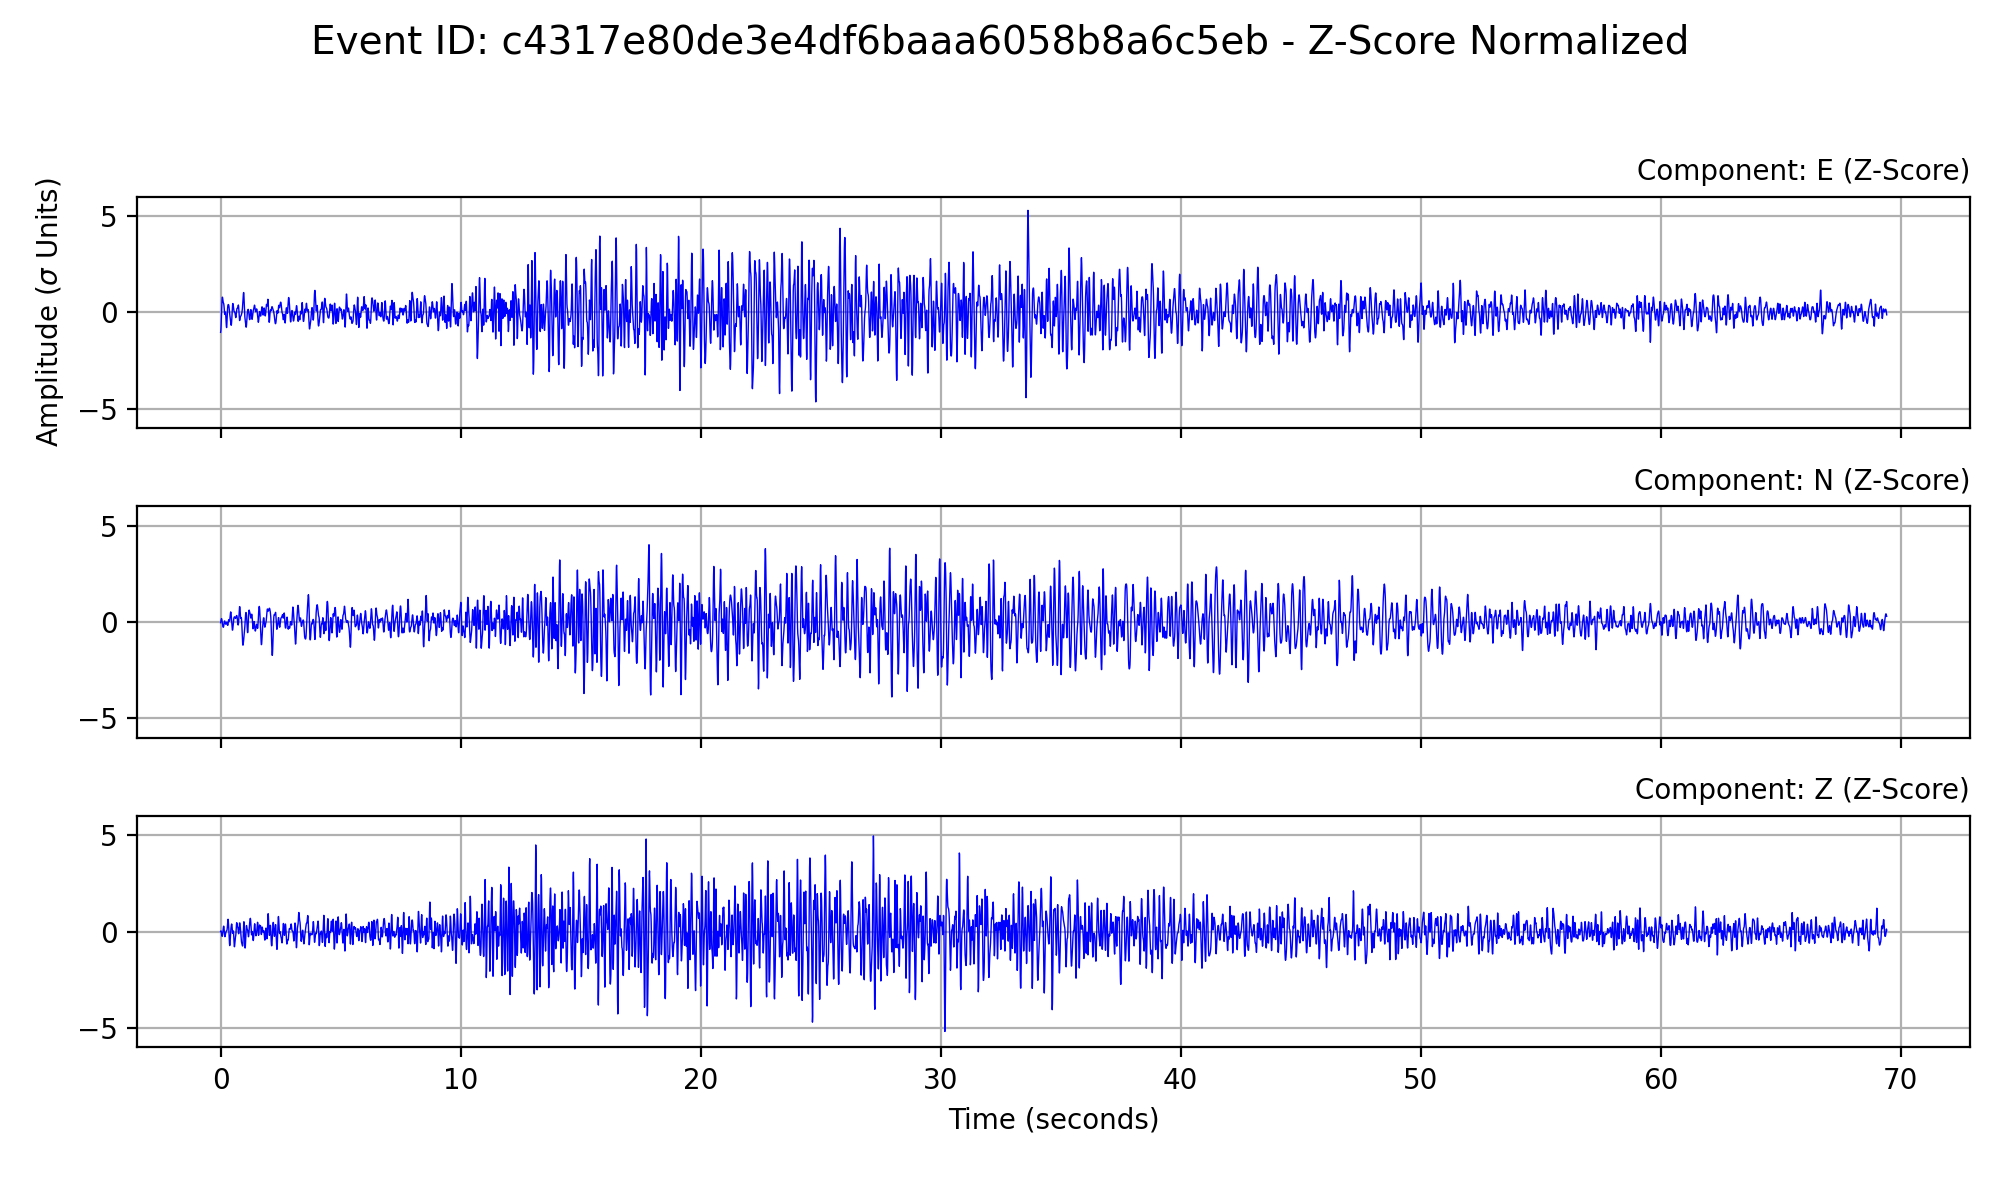 Event ID: c4317e80de3e4df6baaa6058b8a6c5eb - Z-Score Normalized
Component: E (Z-Score)
Amplitude (σ Units)
5
0
−5
Component: N (Z-Score)
5
0
−5
Component: Z (Z-Score)
5
0
−5
0 10 20 30 40 50 60 70
Time (seconds)